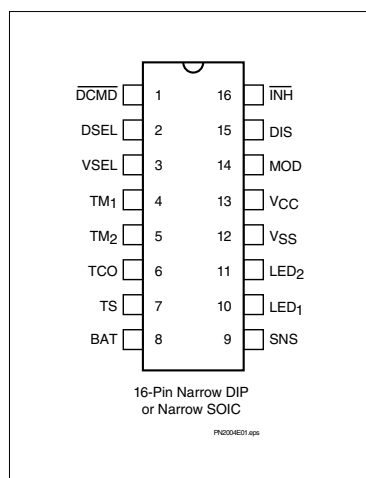 DCMD 1 16 INH
DSEL 2 15 DIS
VSEL 3 14 MOD
TM1 4 13 VCC
TM2 5 12 VSS
TCO 6 11 LED2
TS 7 10 LED1
BAT 8 9 SNS
16-Pin Narrow DIP
or Narrow SOIC
PN2004E01.eps